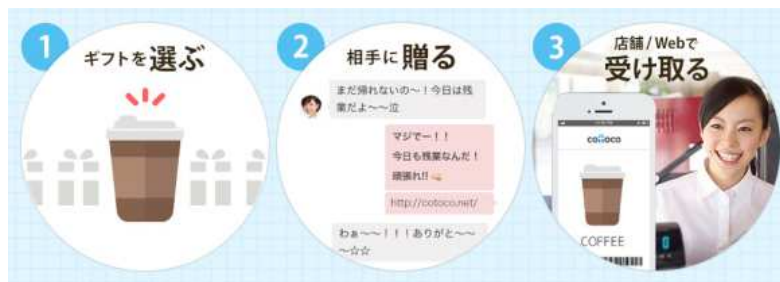 1
ギフトを選ぶ
2
相手に贈る
まだ帰れないの〜！今日は残
業だよ〜〜泣
マジでー！！
今日も残業なんだ！
頑張れ!!
http://cotoco.net/
わぁ〜〜！！！ありがと〜〜
〜☆☆
3
店舗/Webで
受け取る
cotoco
COFFEE